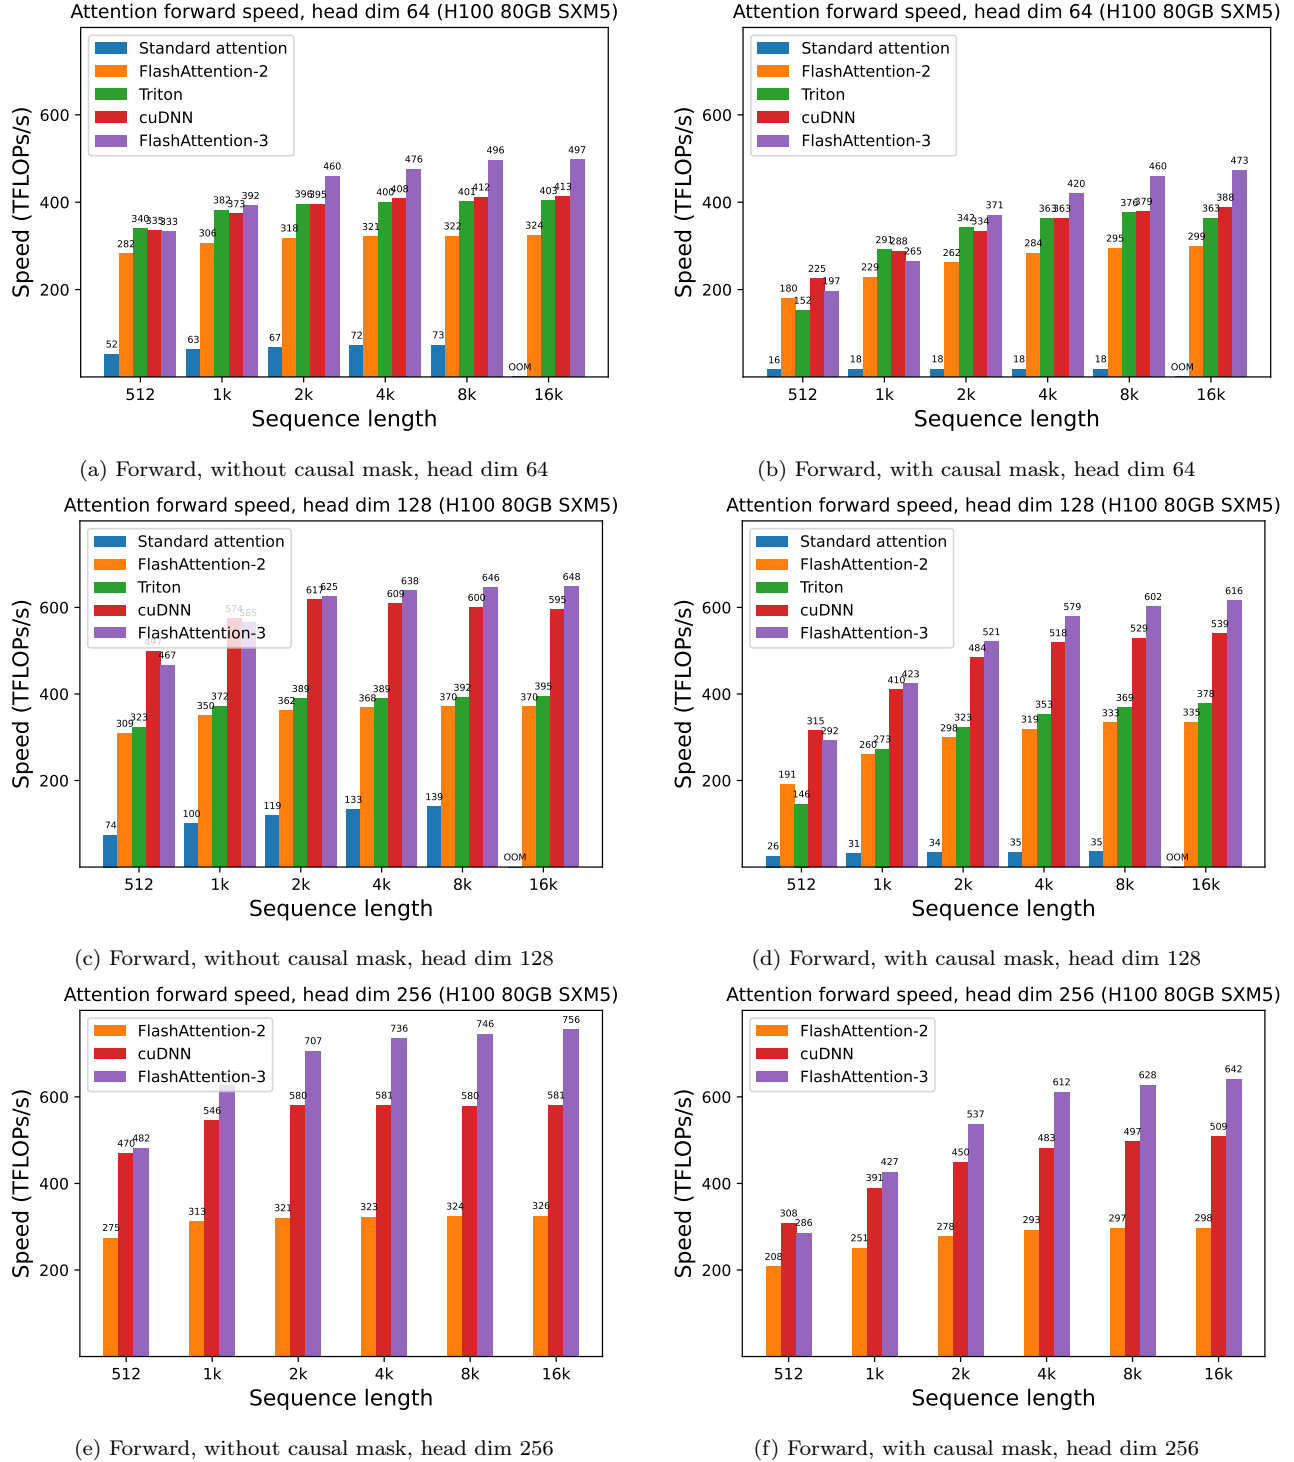 Attention forward speed, head dim 64 (H100 80GB SXM5)
Speed (TFLOPs/s)
600
400
200
Standard attention
FlashAttention-2
Triton
cuDNN
FlashAttention-3
52 282 340 335 333
63 306 382 373 392
67 318 396 395 460
72 321 400 408 476
73 322 401 412 496
OOM 324 403 413 497
512 1k 2k 4k 8k 16k
Sequence length
(a) Forward, without causal mask, head dim 64
Attention forward speed, head dim 64 (H100 80GB SXM5)
Speed (TFLOPs/s)
600
400
200
Standard attention
FlashAttention-2
Triton
cuDNN
FlashAttention-3
16 180 152 225 197
18 229 291 288 265
18 262 342 334 371
18 284 363 363 420
18 295 376 379 460
OOM 299 363 388 473
512 1k 2k 4k 8k 16k
Sequence length
(b) Forward, with causal mask, head dim 64
Attention forward speed, head dim 128 (H100 80GB SXM5)
Speed (TFLOPs/s)
600
400
200
Standard attention
FlashAttention-2
Triton
cuDNN
FlashAttention-3
74 309 323 467
100 350 372 574 565
119 362 389 617 625
133 368 389 609 638
139 370 392 600 646
OOM 370 395 595 648
512 1k 2k 4k 8k 16k
Sequence length
(c) Forward, without causal mask, head dim 128
Attention forward speed, head dim 128 (H100 80GB SXM5)
Speed (TFLOPs/s)
600
400
200
Standard attention
FlashAttention-2
Triton
cuDNN
FlashAttention-3
26 191 146 315 292
31 260 273 410 423
34 298 323 484 521
35 319 353 518 579
35 333 369 529 602
OOM 335 378 539 616
512 1k 2k 4k 8k 16k
Sequence length
(d) Forward, with causal mask, head dim 128
Attention forward speed, head dim 256 (H100 80GB SXM5)
Speed (TFLOPs/s)
600
400
200
FlashAttention-2
cuDNN
FlashAttention-3
275 470 482
313 546
321 580 707
323 581 736
324 580 746
326 581 756
512 1k 2k 4k 8k 16k
Sequence length
(e) Forward, without causal mask, head dim 256
Attention forward speed, head dim 256 (H100 80GB SXM5)
Speed (TFLOPs/s)
600
400
200
FlashAttention-2
cuDNN
FlashAttention-3
208 308 286
251 391 427
278 450 537
293 483 612
297 497 628
298 509 642
512 1k 2k 4k 8k 16k
Sequence length
(f) Forward, with causal mask, head dim 256